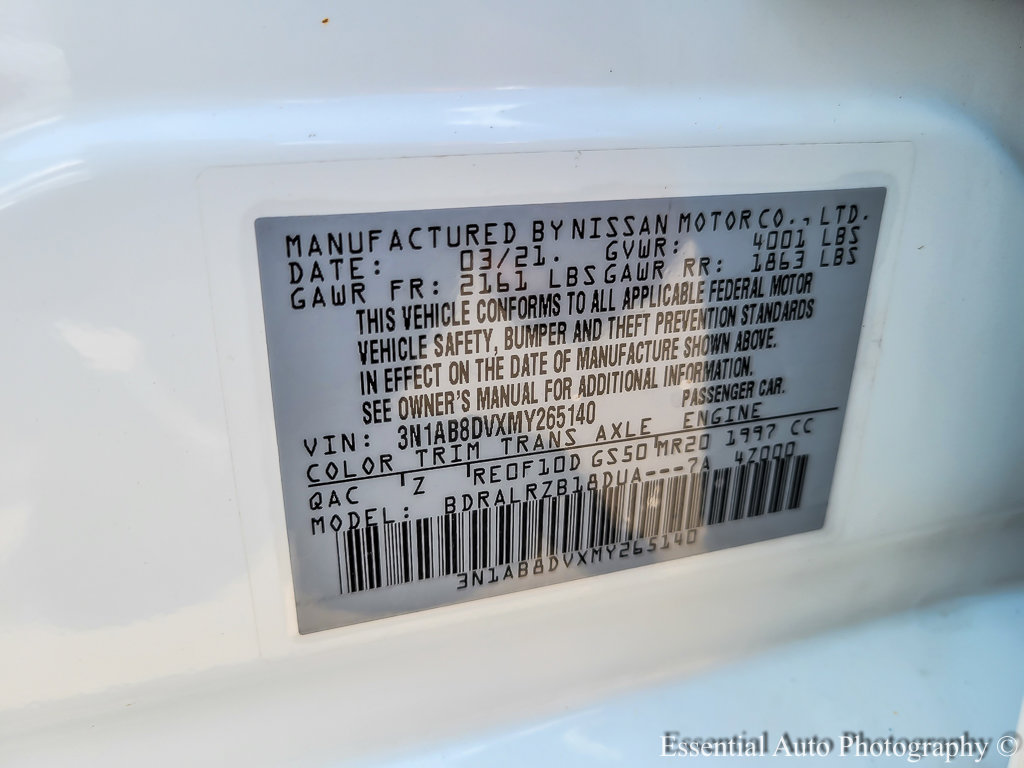 MANUFACTURED BY NISSAN MOTOR CO., LTD.
DATE: 03/21. GVWR: 4001 LBS
GAWR FR: 2161 LBS GAWR RR: 1863 LBS
THIS VEHICLE CONFORMS TO ALL APPLICABLE FEDERAL MOTOR
VEHICLE SAFETY, BUMPER AND THEFT PREVENTION STANDARDS
IN EFFECT ON THE DATE OF MANUFACTURE SHOWN ABOVE.
SEE OWNER'S MANUAL FOR ADDITIONAL INFORMATION.
VIN: 3N1AB8DVXMY265140 PASSENGER CAR.
COLOR TRIM TRANS AXLE ENGINE
QAC Z RE0F10D GS50 MR20 1997 CC
MODEL: BDRALRZB18DUA---7A 4Z000
3N1AB8DVXMY265140
Essential Auto Photography ©